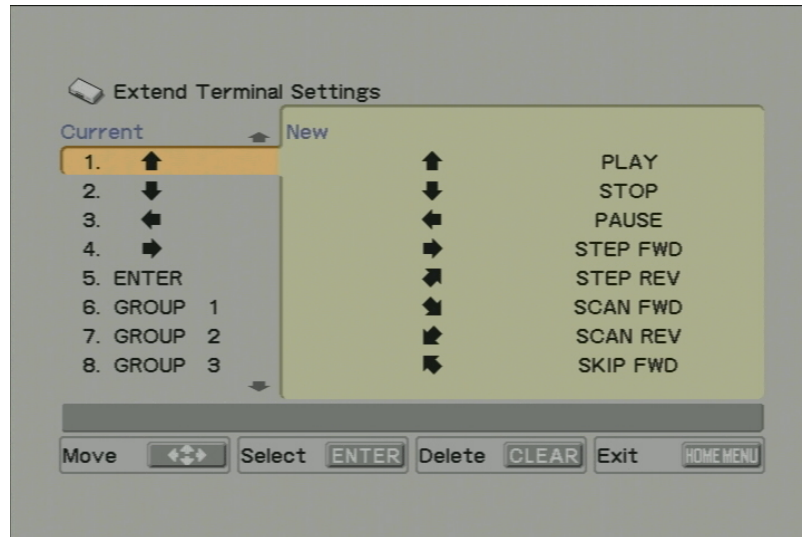 Extend Terminal Settings
Current New
1. ⬆ ⬆ PLAY
2. ⬇ ⬇ STOP
3. ⬅ ⬅ PAUSE
4. ➡ ➡ STEP FWD
5. ENTER ⬈ STEP REV
6. GROUP 1 ⬊ SCAN FWD
7. GROUP 2 ⬋ SCAN REV
8. GROUP 3 ⬉ SKIP FWD
Move Select ENTER Delete CLEAR Exit HOME MENU